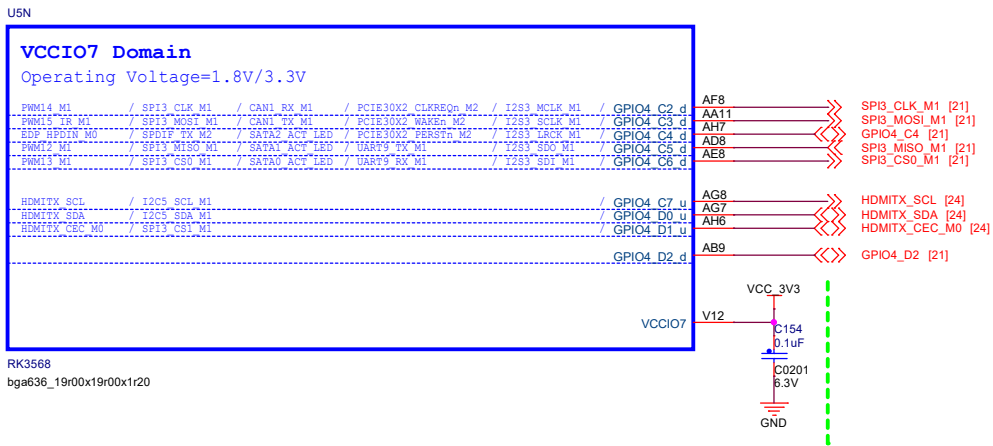 U5N
VCCIO7 Domain
Operating Voltage=1.8V/3.3V
PWM14_M1 / SPI3_CLK_M1 / CAN1_RX_M1 / PCIE30X2_CLKREQn_M2 / I2S3_MCLK_M1 / GPIO4_C2_d AF8 SPI3_CLK_M1 [21]
PWM15_IR_M1 / SPI3_MOSI_M1 / CAN1_TX_M1 / PCIE30X2_WAKEn_M2 / I2S3_SCLK_M1 / GPIO4_C3_d AA11 SPI3_MOSI_M1 [21]
EDP_HPDIN_M0 / SPDIF_TX_M2 / SATA2_ACT_LED / PCIE30X2_PERSTn_M2 / I2S3_LRCK_M1 / GPIO4_C4_d AH7 GPIO4_C4 [21]
PWM12_M1 / SPI3_MISO_M1 / SATA1_ACT_LED / UART9_TX_M1 / I2S3_SDO_M1 / GPIO4_C5_d AD8 SPI3_MISO_M1 [21]
PWM13_M1 / SPI3_CS0_M1 / SATA0_ACT_LED / UART9_RX_M1 / I2S3_SDI_M1 / GPIO4_C6_d AE8 SPI3_CS0_M1 [21]
HDMITX_SCL / I2C5_SCL_M1 / GPIO4_C7_u AG8 HDMITX_SCL [24]
HDMITX_SDA / I2C5_SDA_M1 / GPIO4_D0_u AG7 HDMITX_SDA [24]
HDMITX_CEC_M0 / SPI3_CS1_M1 / GPIO4_D1_u AH6 HDMITX_CEC_M0 [24]
GPIO4_D2_d AB9 GPIO4_D2 [21]
VCC_3V3
VCCIO7 V12
C154
0.1uF
C0201
6.3V
GND
RK3568
bga636_19r00x19r00x1r20